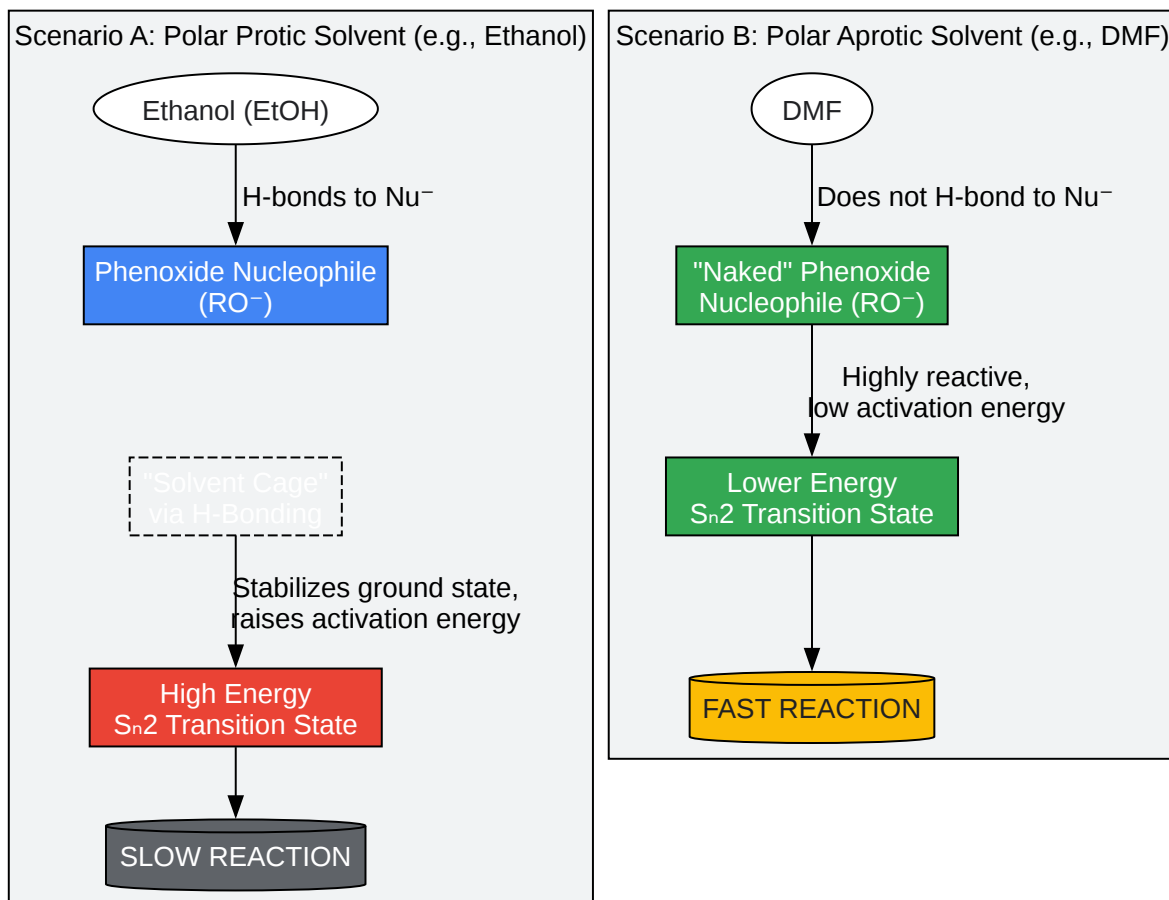 Scenario A: Polar Protic Solvent (e.g., Ethanol)
Ethanol (EtOH)
H-bonds to Nu⁻
Phenoxide Nucleophile
(RO⁻)
"Solvent Cage"
via H-Bonding
Stabilizes ground state,
raises activation energy
High Energy
Sₙ2 Transition State
SLOW REACTION
Scenario B: Polar Aprotic Solvent (e.g., DMF)
DMF
Does not H-bond to Nu⁻
"Naked" Phenoxide
Nucleophile (RO⁻)
Highly reactive,
low activation energy
Lower Energy
Sₙ2 Transition State
FAST REACTION